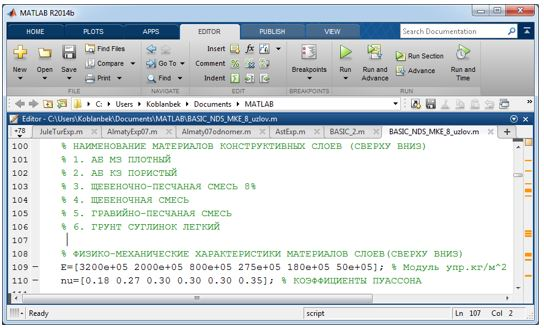 MATLAB R2014b
HOME PLOTS APPS EDITOR PUBLISH VIEW Search Documentation
New Open Save Find Files Compare Print
Go To Find
Insert fx
Comment %
Indent
Breakpoints
Run Run and Advance Run Section Advance Run and Time
FILE NAVIGATE EDIT BREAKPOINTS RUN
C: Users Koblanbek Documents MATLAB
Editor - C:\Users\Koblanbek\Documents\MATLAB\BASIC_NDS_MKE_8_uzlov.m
+78 JuleTurExp.m AlmatyExp07.m Almaty07odnomer.m AstExp.m BASIC_2.m BASIC_NDS_MKE_8_uzlov.m
100 % НАИМЕНОВАНИЕ МАТЕРИАЛОВ КОНСТРУКТИВНЫХ СЛОЕВ (СВЕРХУ ВНИЗ)
101 % 1. АБ МЗ ПЛОТНЫЙ
102 % 2. АБ КЗ ПОРИСТЫЙ
103 % 3. ЩЕБЕНОЧНО-ПЕСЧАНАЯ СМЕСЬ 8%
104 % 4. ЩЕБЕНОЧНАЯ СМЕСЬ
105 % 5. ГРАВИЙНО-ПЕСЧАНАЯ СМЕСЬ
106 % 6. ГРУНТ СУГЛИНОК ЛЕГКИЙ
107
108 % ФИЗИКО-МЕХАНИЧЕСКИЕ ХАРАКТЕРИСТИКИ МАТЕРИАЛОВ СЛОЕВ(СВЕРХУ ВНИЗ)
109 – E=[3200e+05 2000e+05 800e+05 275e+05 180e+05 50e+05]; % Модуль упр.кг/м^2
110 – nu=[0.18 0.27 0.30 0.30 0.30 0.35]; % КОЭФФИЦИЕНТЫ ПУАССОНА
Ready script Ln 107 Col 2